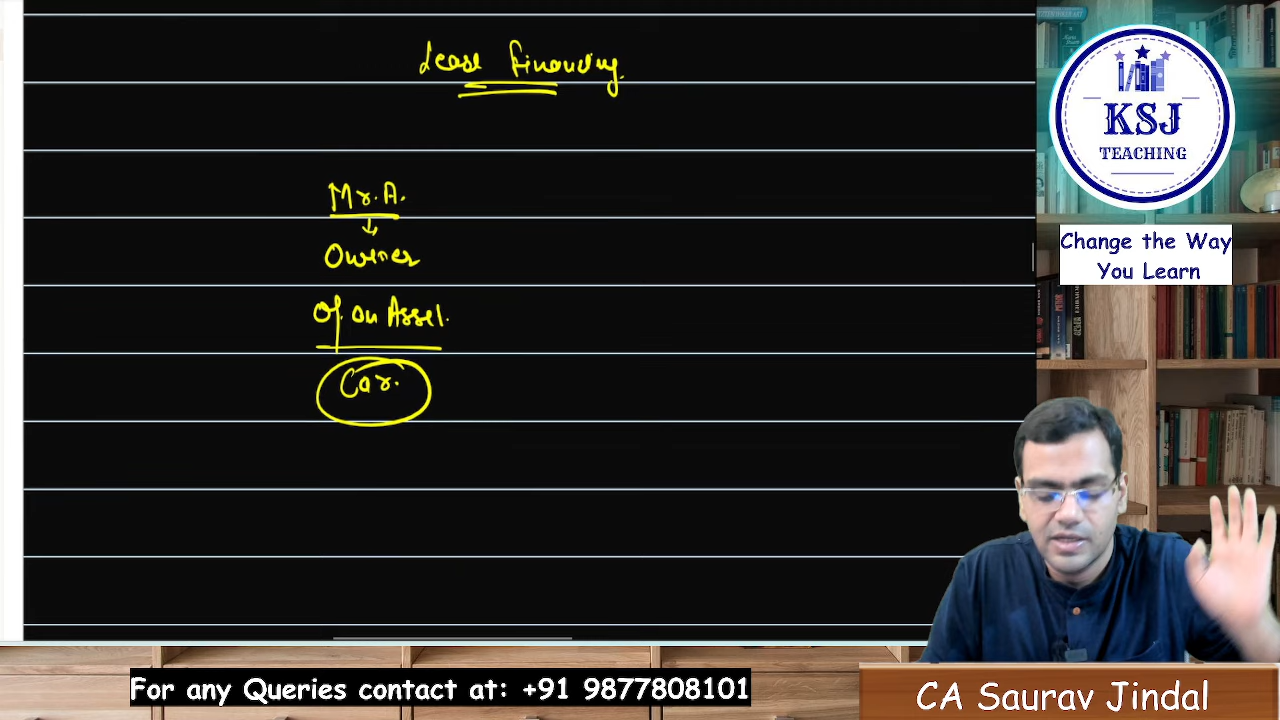 Lease Financing.
Mr. A.
↓
Owner
Of an Asset.
Car.
KSJ
TEACHING
Change the Way
You Learn
For any Queries contact at: +91 9877808101
CA Saurav Jindal